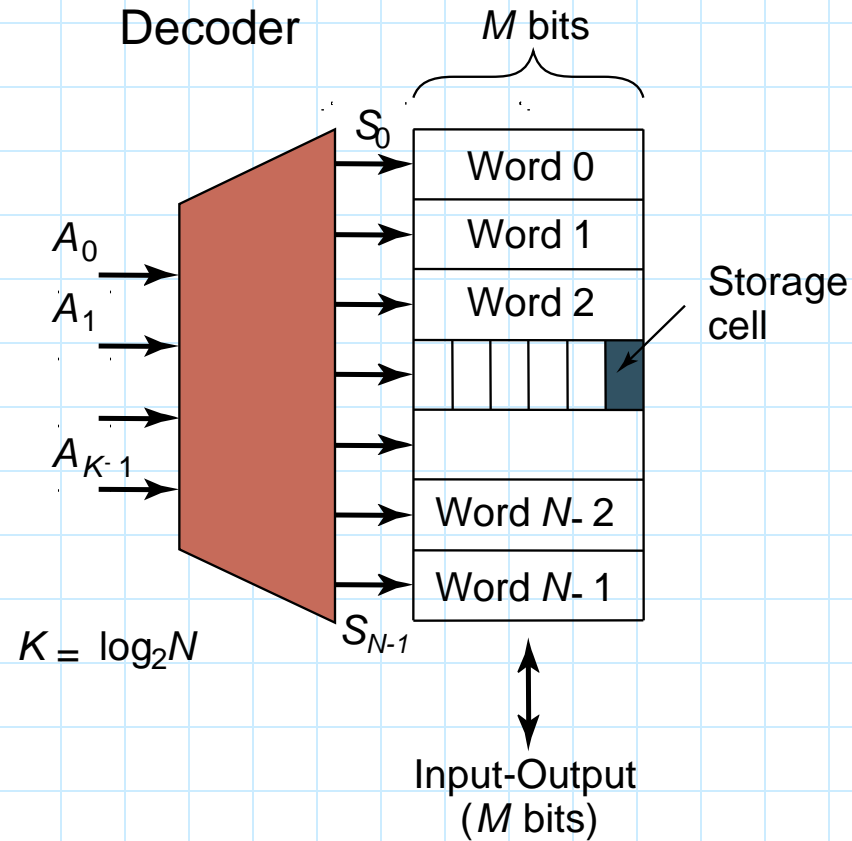 Decoder
M bits
S0
Word 0
A0
Word 1
A1
Word 2
Storage
cell
AK-1
Word N- 2
Word N- 1
SN-1
K = log2N
Input-Output
(M bits)